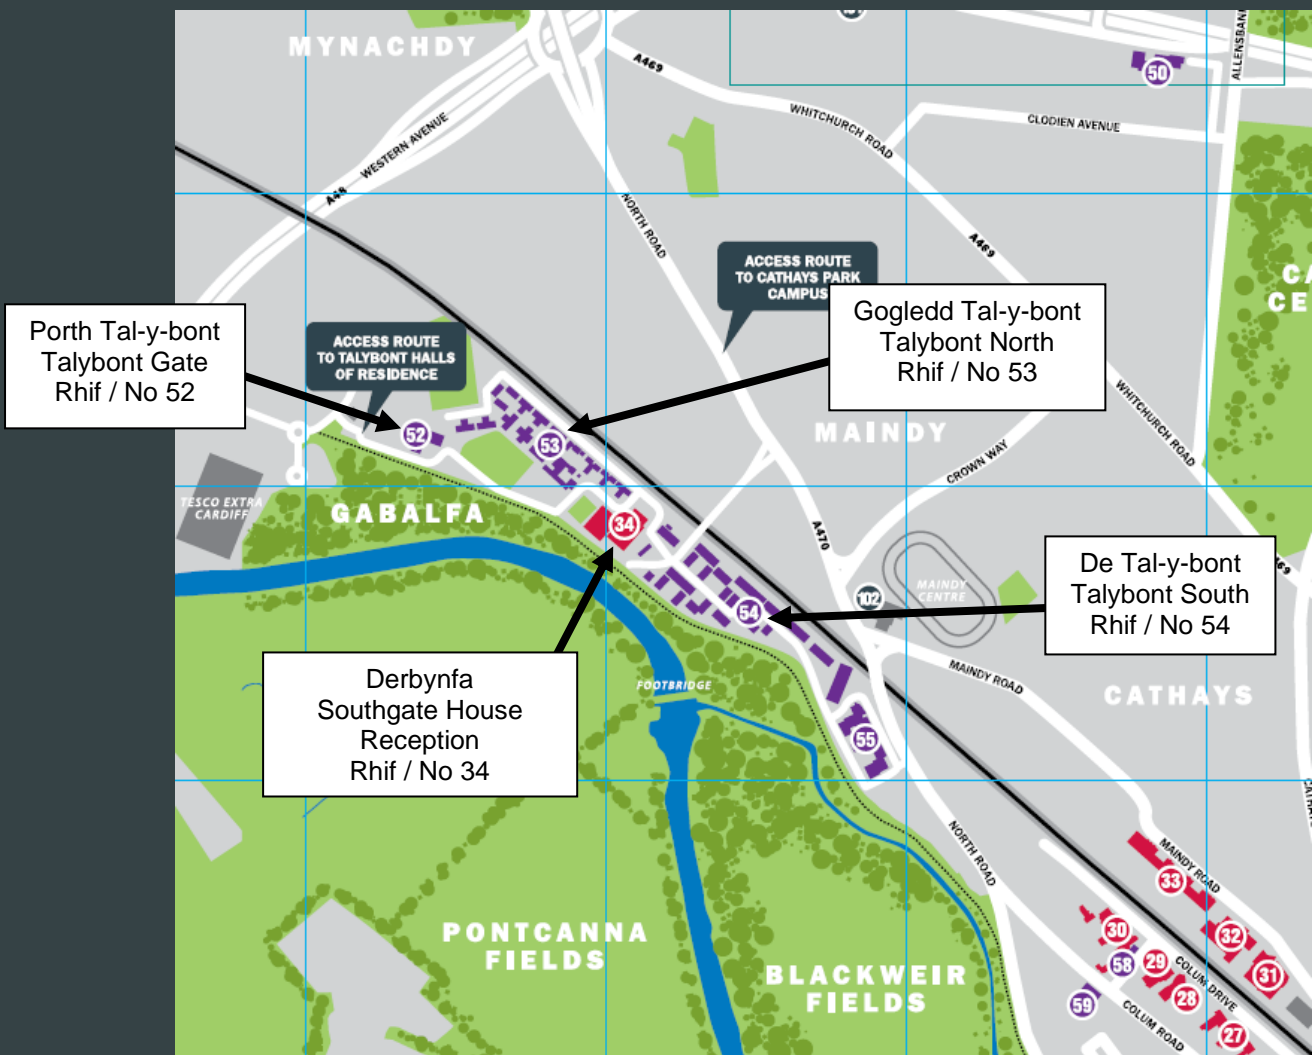 MYNACHDY
A469
50
ALLENSBANK
WHITCHURCH ROAD
CLODIEN AVENUE
WESTERN AVENUE
A48
NORTH ROAD
A469
ACCESS ROUTE
TO CATHAYS PARK
CAMPUS
Porth Tal-y-bont
Talybont Gate
Rhif / No 52
ACCESS ROUTE
TO TALYBONT HALLS
OF RESIDENCE
Gogledd Tal-y-bont
Talybont North
Rhif / No 53
WHITCHURCH ROAD
52
53
MAINDY
CROWN WAY
TESCO EXTRA
CARDIFF
GABALFA
34
A470
MAINDY
CENTRE
102
54
De Tal-y-bont
Talybont South
Rhif / No 54
69
Derbynfa
Southgate House
Reception
Rhif / No 34
FOOTBRIDGE
MAINDY ROAD
CATHAYS
55
NORTH ROAD
MAINDY ROAD
33
PONTCANNA
FIELDS
BLACKWEIR
FIELDS
30
32
58
29
31
COLUM DRIVE
28
59
COLUM ROAD
27